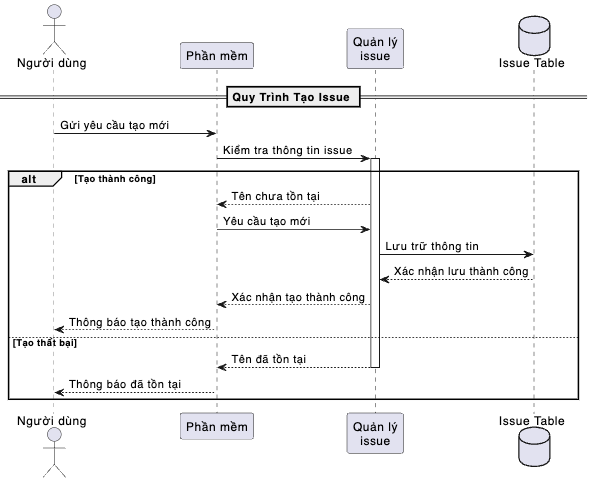 Người dùng
Phần mềm
Quản lý
issue
Issue Table
Quy Trình Tạo Issue
Gửi yêu cầu tạo mới
Kiểm tra thông tin issue
alt
[Tạo thành công]
Tên chưa tồn tại
Yêu cầu tạo mới
Lưu trữ thông tin
Xác nhận lưu thành công
Xác nhận tạo thành công
Thông báo tạo thành công
[Tạo thất bại]
Tên đã tồn tại
Thông báo đã tồn tại
Người dùng
Phần mềm
Quản lý
issue
Issue Table